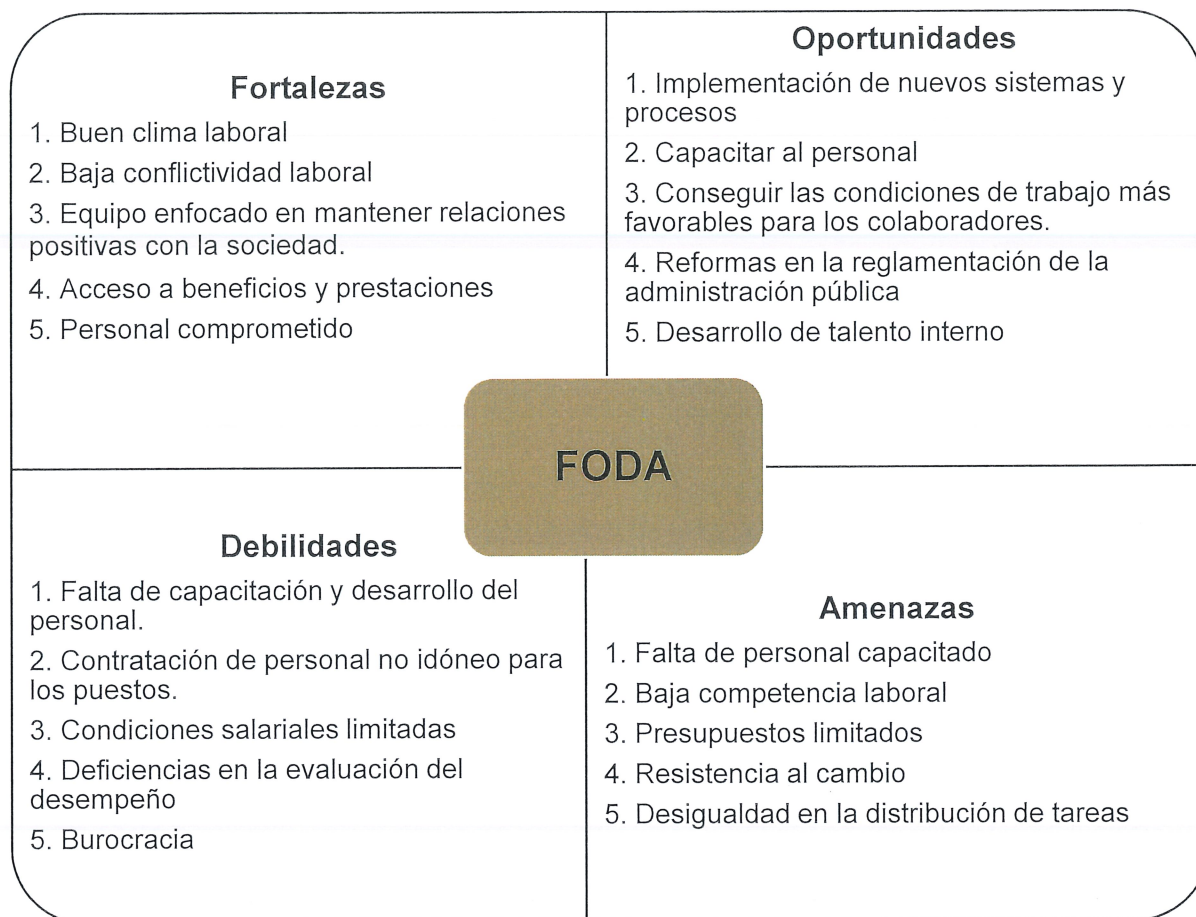 Fortalezas
1. Buen clima laboral
2. Baja conflictividad laboral
3. Equipo enfocado en mantener relaciones
positivas con la sociedad.
4. Acceso a beneficios y prestaciones
5. Personal comprometido
Oportunidades
1. Implementación de nuevos sistemas y
procesos
2. Capacitar al personal
3. Conseguir las condiciones de trabajo más
favorables para los colaboradores.
4. Reformas en la reglamentación de la
administración pública
5. Desarrollo de talento interno
FODA
Debilidades
1. Falta de capacitación y desarrollo del
personal.
2. Contratación de personal no idóneo para
los puestos.
3. Condiciones salariales limitadas
4. Deficiencias en la evaluación del
desempeño
5. Burocracia
Amenazas
1. Falta de personal capacitado
2. Baja competencia laboral
3. Presupuestos limitados
4. Resistencia al cambio
5. Desigualdad en la distribución de tareas